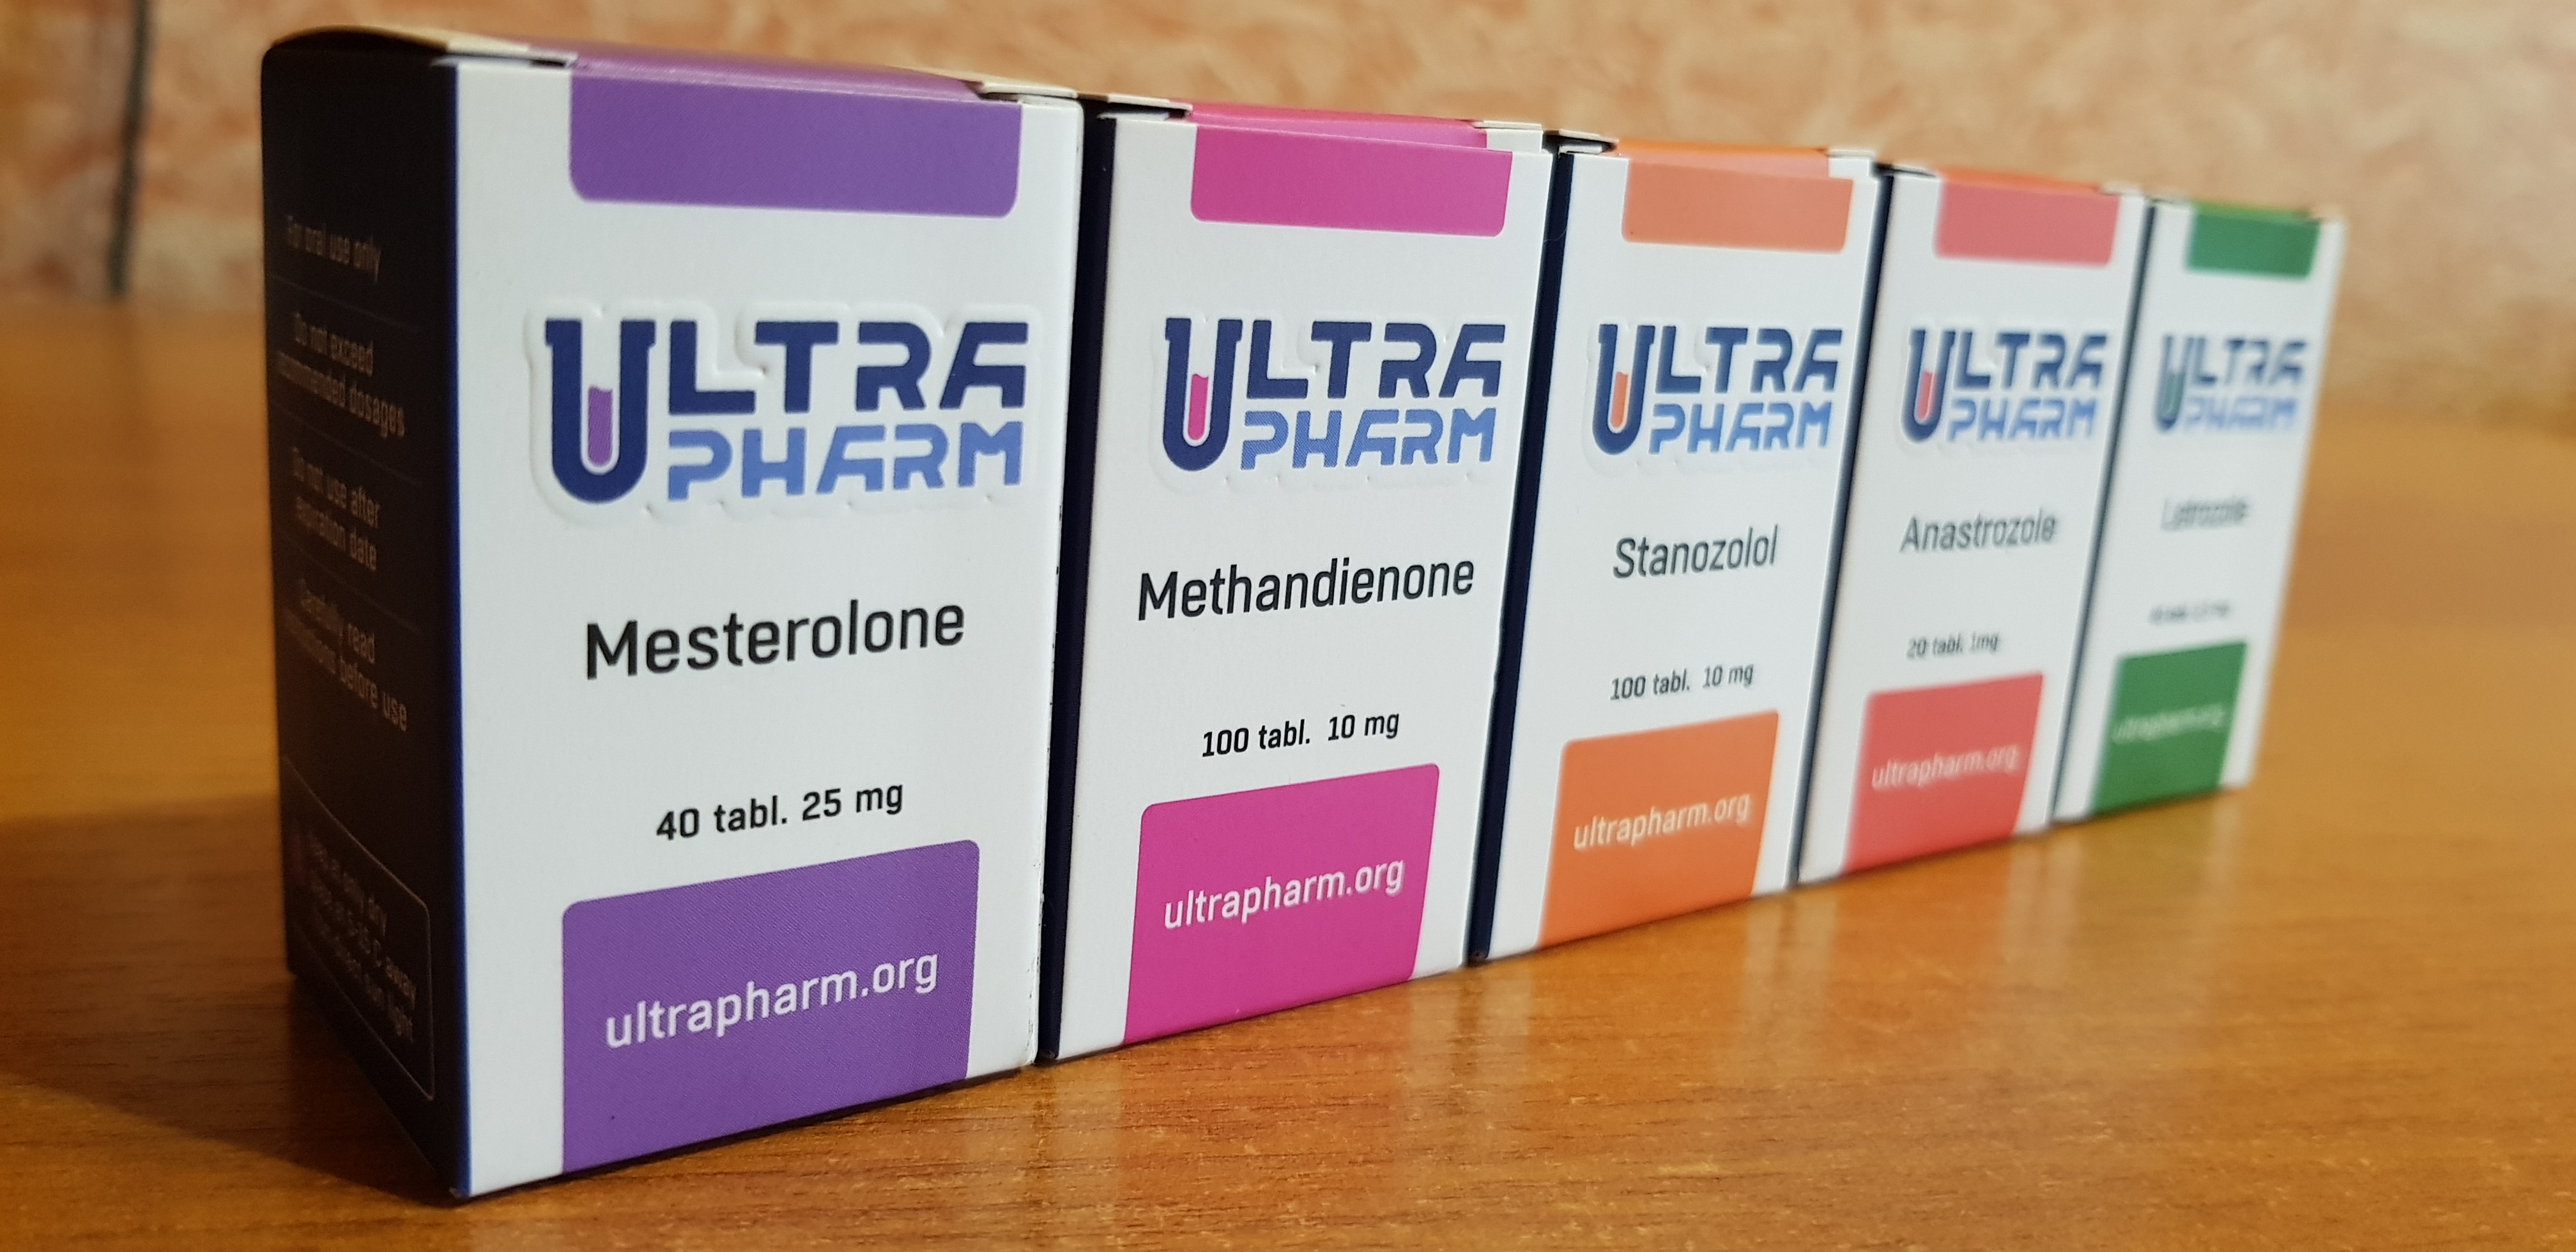 For oral use only
Do not exceed
recommended dosages
Do not use after
expiration date
Carefully read
instructions before use
ULTRA
PHARM
Mesterolone
40 tabl. 25 mg
ultrapharm.org
ULTRA
PHARM
Methandienone
100 tabl. 10 mg
ultrapharm.org
ULTRA
PHARM
Stanozolol
100 tabl. 10 mg
ultrapharm.org
ULTRA
PHARM
Anastrozole
20 tabl. 1mg
ultrapharm.org
ULTRA
PHARM
Letrozole
ultrapharm.org